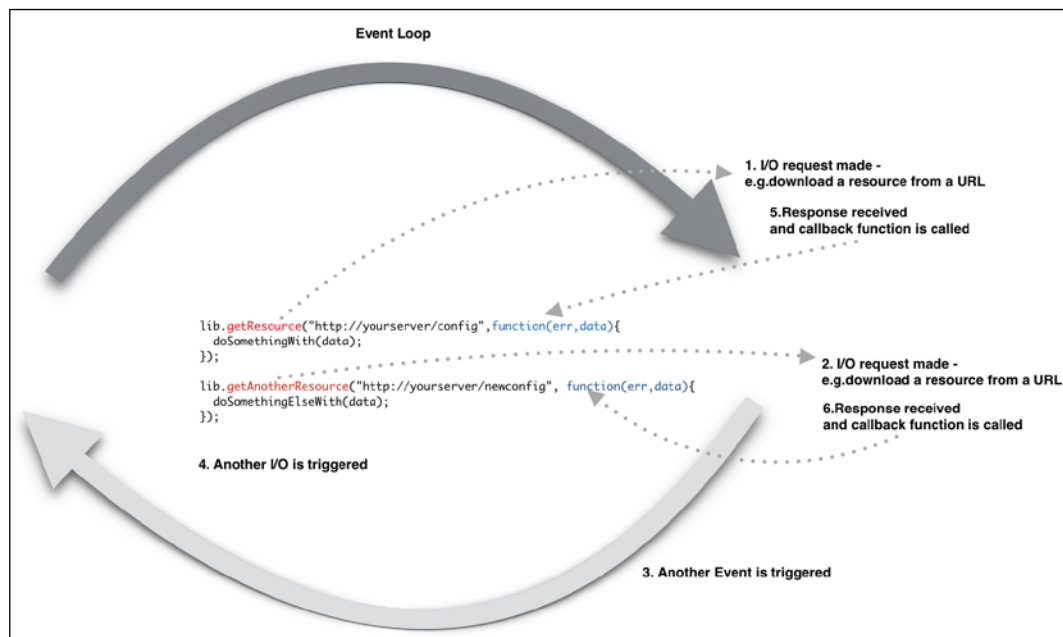 Event Loop
1. I/O request made -
e.g.download a resource from a URL
5.Response received
and callback function is called
lib.getResource("http://yourserver/config",function(err,data){
  doSomethingWith(data);
});
2. I/O request made -
e.g.download a resource from a URL
lib.getAnotherResource("http://yourserver/newconfig", function(err,data){
  doSomethingElseWith(data);
});
6.Response received
and callback function is called
4. Another I/O is triggered
3. Another Event is triggered